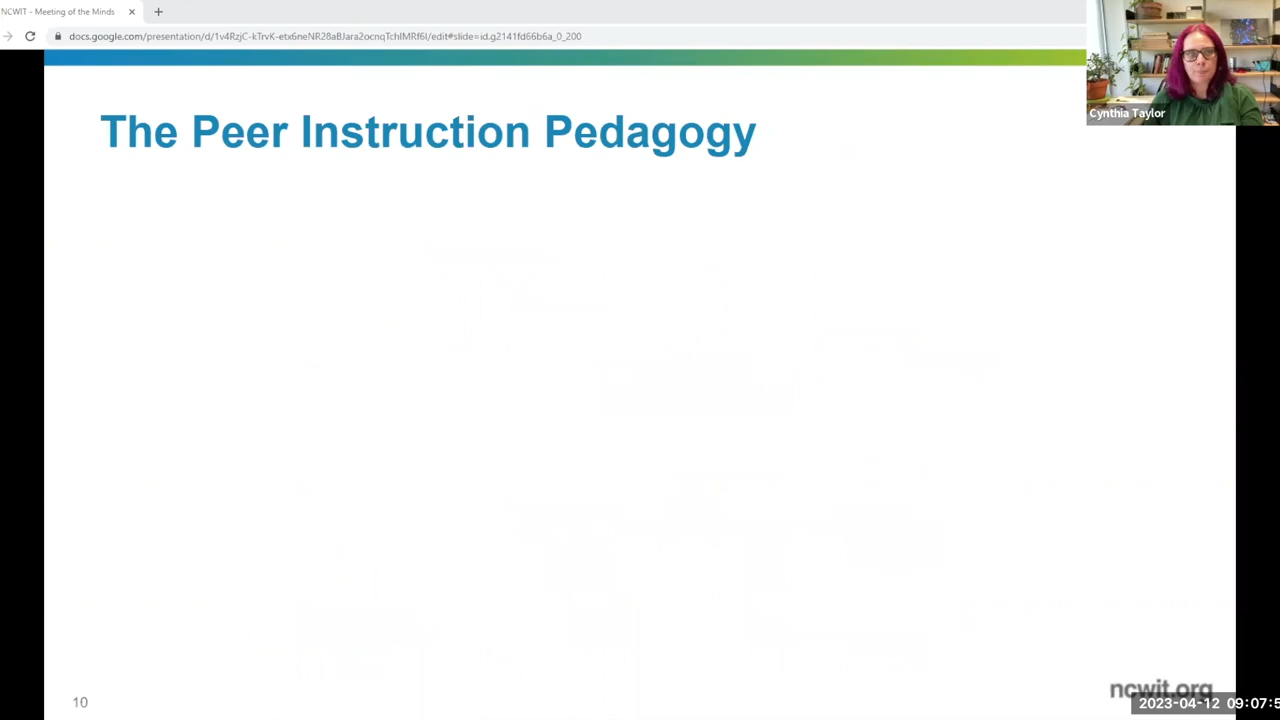 NCWIT - Meeting of the Minds
docs.google.com/presentation/d/1v4RzjC-kTrvK-etx6neNR28aBJara2ocnqTchIMRf6I/edit#slide=id.g2141fd66b6a_0_200
Cynthia Taylor
The Peer Instruction Pedagogy
10
ncwit.org
2023-04-12 09:07:5